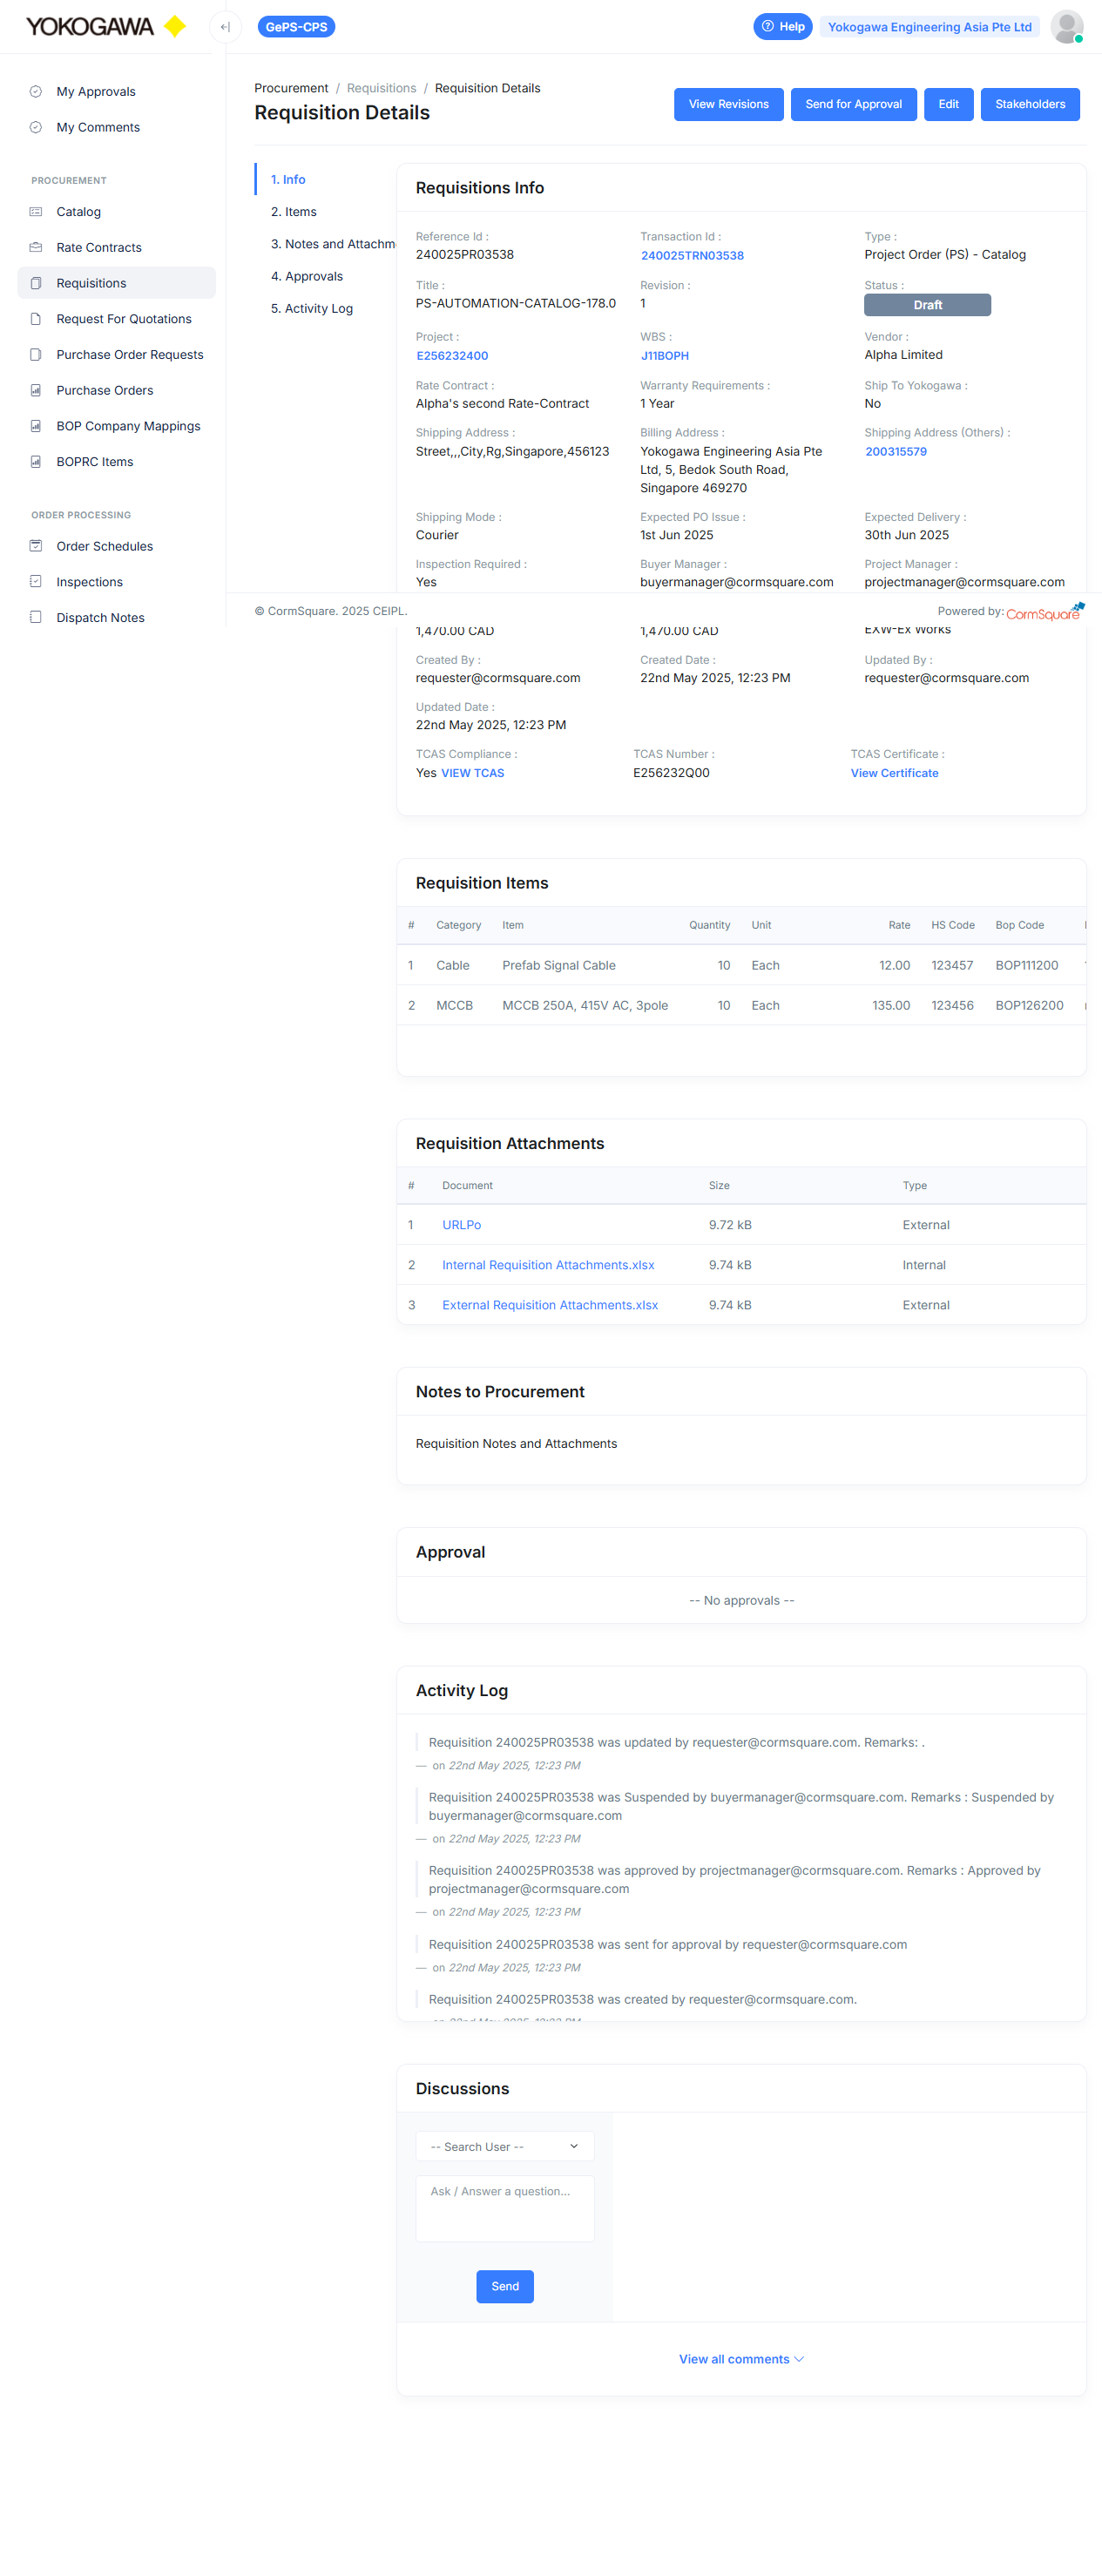 YOKOGAWA
GePS-CPS
Help
Yokogawa Engineering Asia Pte Ltd
My Approvals
My Comments
PROCUREMENT
Catalog
Rate Contracts
Requisitions
Request For Quotations
Purchase Order Requests
Purchase Orders
BOP Company Mappings
BOPRC Items
ORDER PROCESSING
Order Schedules
Inspections
Dispatch Notes
Procurement / Requisitions / Requisition Details
Requisition Details
View Revisions
Send for Approval
Edit
Stakeholders
1. Info
2. Items
3. Notes and Attachm
4. Approvals
5. Activity Log
Requisitions Info
Reference Id : Transaction Id : Type :
240025PR03538 240025TRN03538 Project Order (PS) - Catalog
Title : Revision : Status :
PS-AUTOMATION-CATALOG-178.0 1 Draft
Project : WBS : Vendor :
E256232400 J11BOPH Alpha Limited
Rate Contract : Warranty Requirements : Ship To Yokogawa :
Alpha's second Rate-Contract 1 Year No
Shipping Address : Billing Address : Shipping Address (Others) :
Street,,,City,Rg,Singapore,456123 Yokogawa Engineering Asia Pte 200315579
Ltd, 5, Bedok South Road,
Singapore 469270
Shipping Mode : Expected PO Issue : Expected Delivery :
Courier 1st Jun 2025 30th Jun 2025
Inspection Required : Buyer Manager : Project Manager :
Yes buyermanager@cormsquare.com projectmanager@cormsquare.com
© CormSquare. 2025 CEIPL. Powered by: CormSquare
1,470.00 CAD 1,470.00 CAD EXW-Ex Works
Created By : Created Date : Updated By :
requester@cormsquare.com 22nd May 2025, 12:23 PM requester@cormsquare.com
Updated Date :
22nd May 2025, 12:23 PM
TCAS Compliance : TCAS Number : TCAS Certificate :
Yes VIEW TCAS E256232Q00 View Certificate
Requisition Items
# Category Item Quantity Unit Rate HS Code Bop Code
1 Cable Prefab Signal Cable 10 Each 12.00 123457 BOP111200
2 MCCB MCCB 250A, 415V AC, 3pole 10 Each 135.00 123456 BOP126200
Requisition Attachments
# Document Size Type
1 URLPo 9.72 kB External
2 Internal Requisition Attachments.xlsx 9.74 kB Internal
3 External Requisition Attachments.xlsx 9.74 kB External
Notes to Procurement
Requisition Notes and Attachments
Approval
-- No approvals --
Activity Log
Requisition 240025PR03538 was updated by requester@cormsquare.com. Remarks: .
— on 22nd May 2025, 12:23 PM
Requisition 240025PR03538 was Suspended by buyermanager@cormsquare.com. Remarks : Suspended by
buyermanager@cormsquare.com
— on 22nd May 2025, 12:23 PM
Requisition 240025PR03538 was approved by projectmanager@cormsquare.com. Remarks : Approved by
projectmanager@cormsquare.com
— on 22nd May 2025, 12:23 PM
Requisition 240025PR03538 was sent for approval by requester@cormsquare.com
— on 22nd May 2025, 12:23 PM
Requisition 240025PR03538 was created by requester@cormsquare.com.
Discussions
-- Search User --
Ask / Answer a question...
Send
View all comments